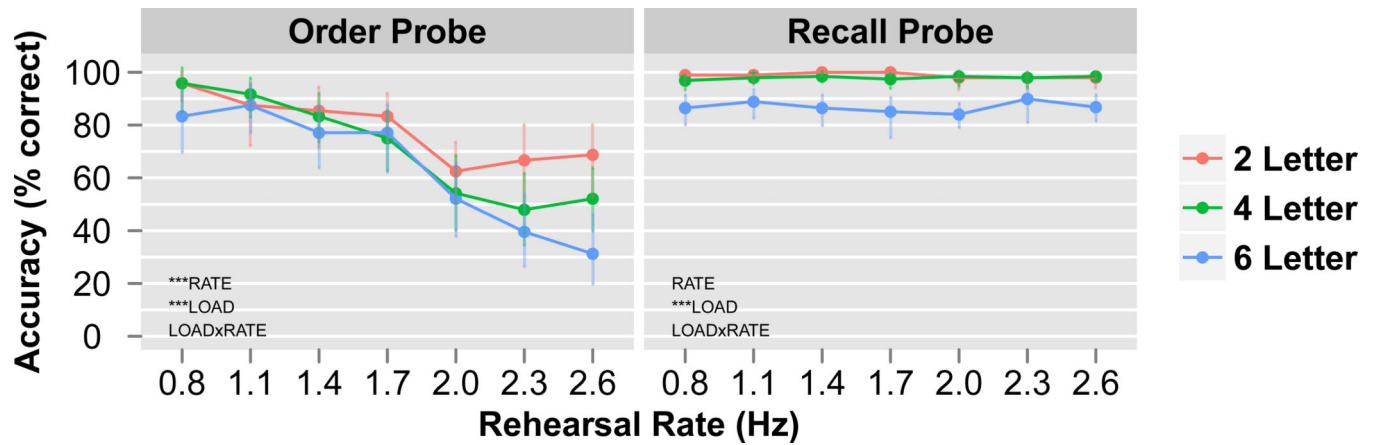 Order Probe
Recall Probe
Accuracy (% correct)
100
80
60
40
20
0
***RATE
***LOAD
LOADxRATE
RATE
***LOAD
LOADxRATE
0.8 1.1 1.4 1.7 2.0 2.3 2.6
0.8 1.1 1.4 1.7 2.0 2.3 2.6
Rehearsal Rate (Hz)
2 Letter
4 Letter
6 Letter